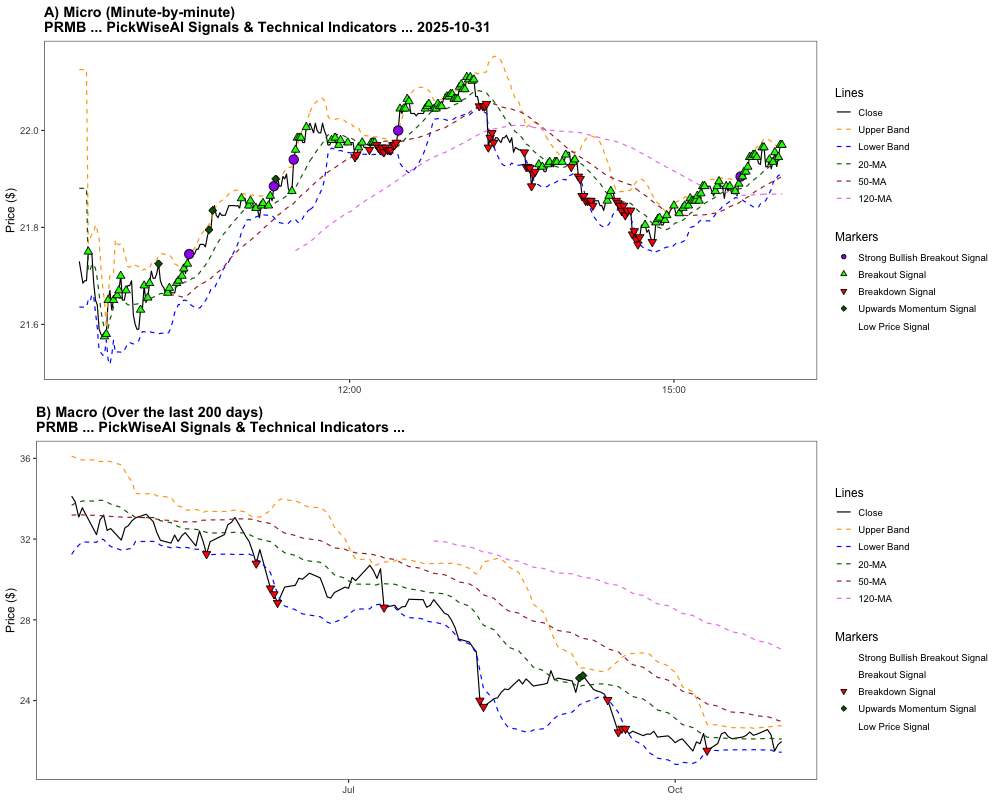 A) Micro (Minute-by-minute)
PRMB ... PickWiseAI Signals & Technical Indicators ... 2025-10-31
Price ($)
22.0
21.8
21.6
12:00
15:00
Lines
Close
Upper Band
Lower Band
20-MA
50-MA
120-MA
Markers
Strong Bullish Breakout Signal
Breakout Signal
Breakdown Signal
Upwards Momentum Signal
Low Price Signal
B) Macro (Over the last 200 days)
PRMB ... PickWiseAI Signals & Technical Indicators ...
Price ($)
36
32
28
24
Jul
Oct
Lines
Close
Upper Band
Lower Band
20-MA
50-MA
120-MA
Markers
Strong Bullish Breakout Signal
Breakout Signal
Breakdown Signal
Upwards Momentum Signal
Low Price Signal